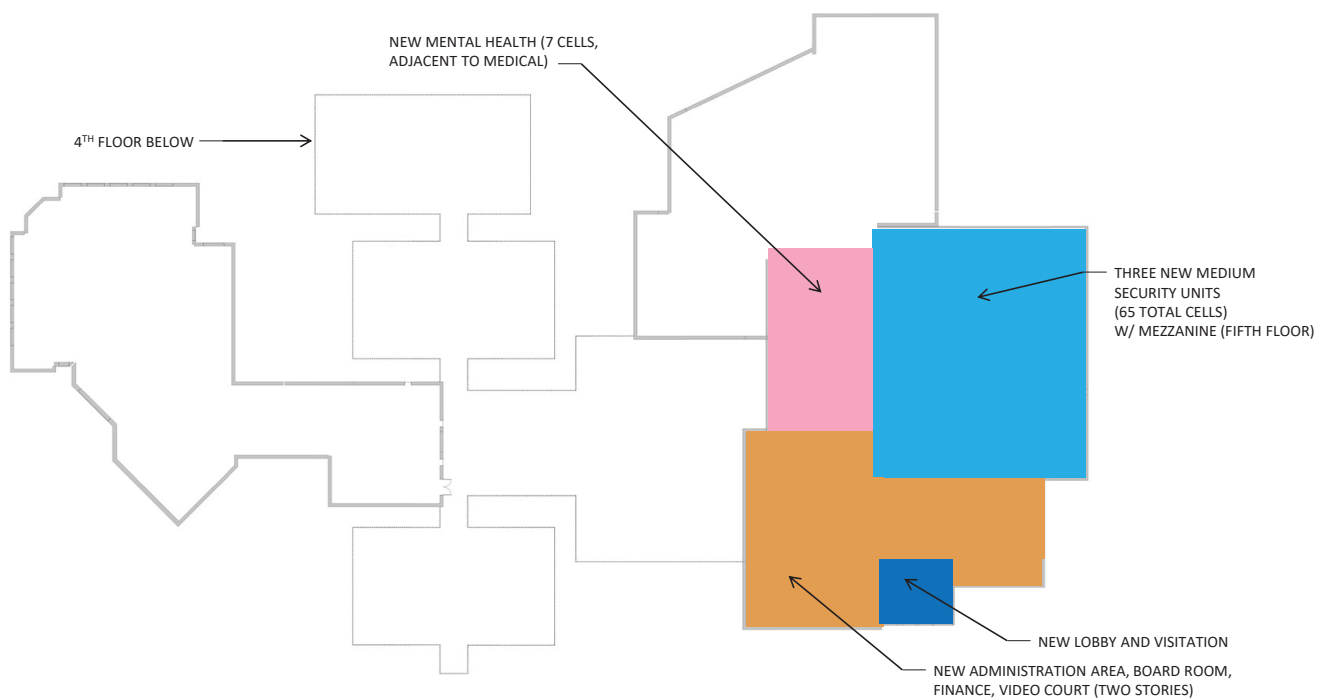 NEW MENTAL HEALTH (7 CELLS,
ADJACENT TO MEDICAL)
4TH FLOOR BELOW
THREE NEW MEDIUM
SECURITY UNITS
(65 TOTAL CELLS)
W/ MEZZANINE (FIFTH FLOOR)
NEW LOBBY AND VISITATION
NEW ADMINISTRATION AREA, BOARD ROOM,
FINANCE, VIDEO COURT (TWO STORIES)